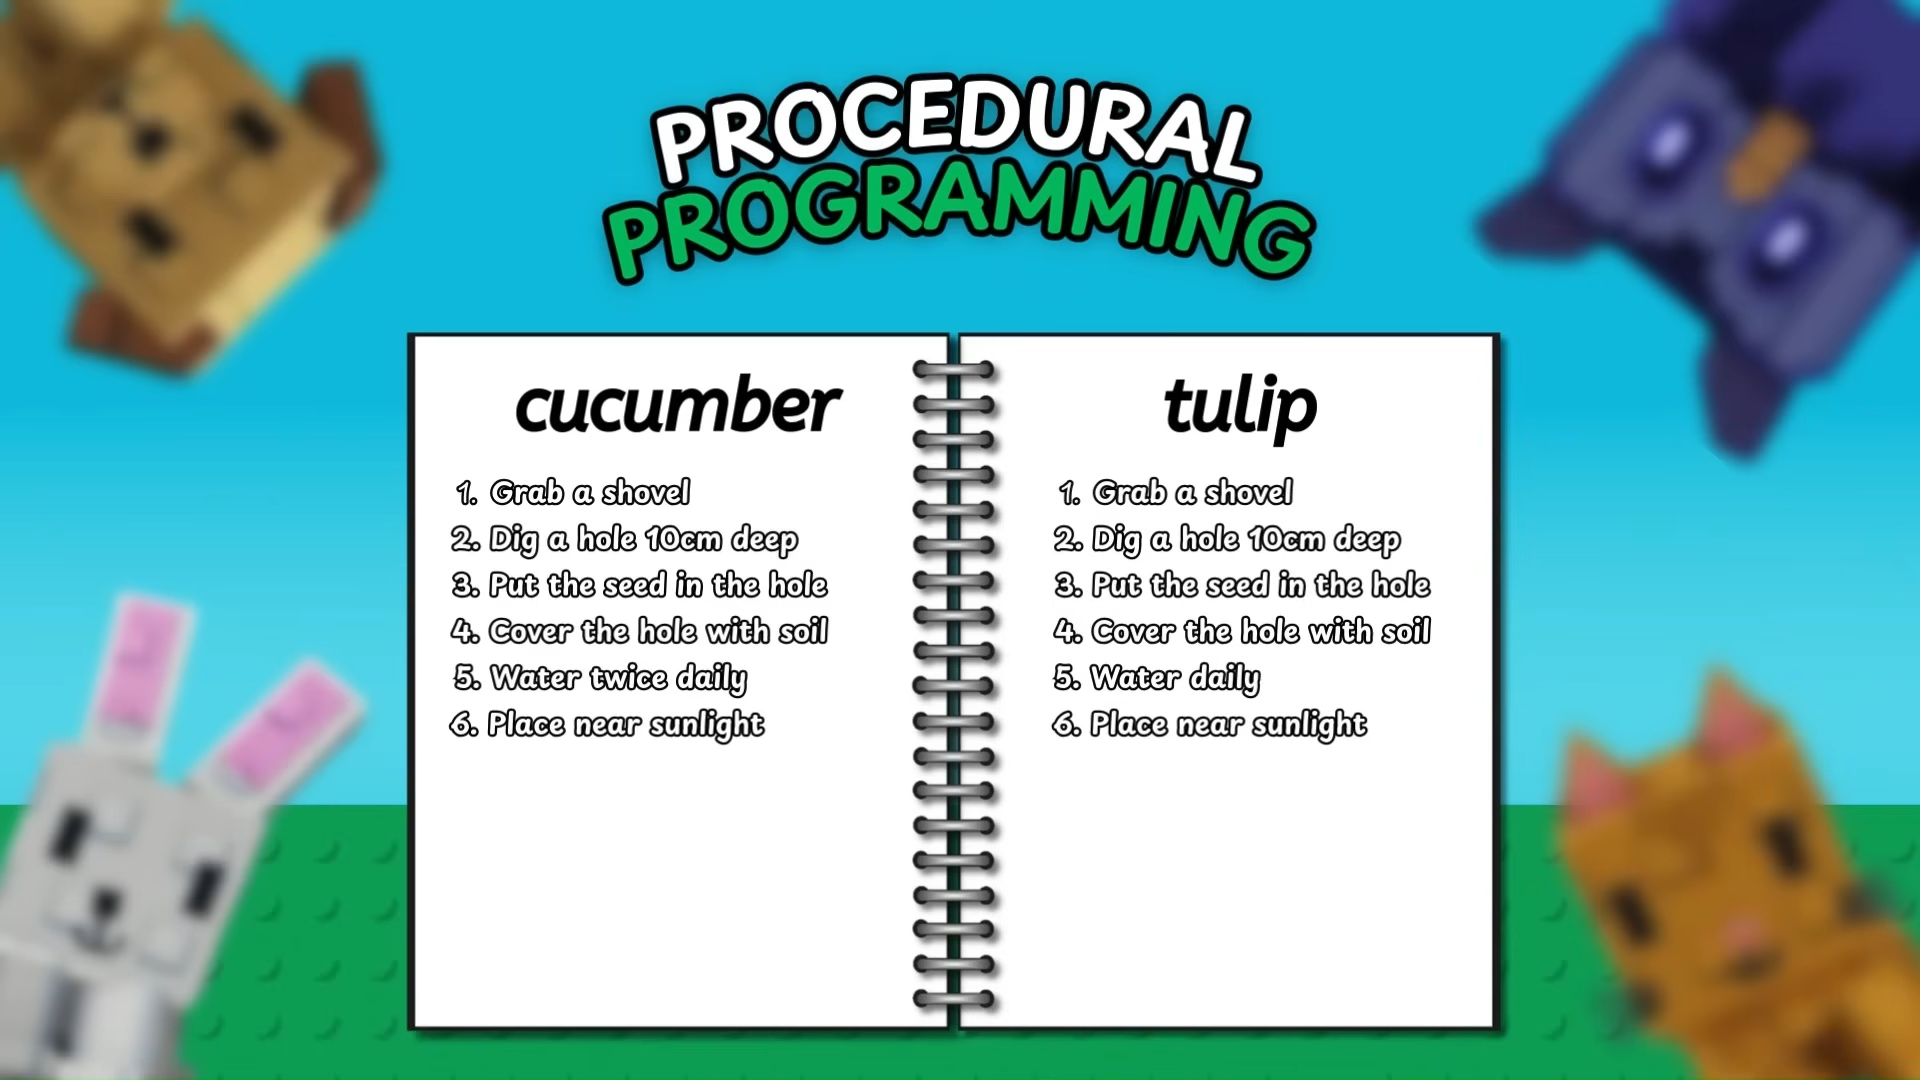 PROCEDURAL
PROGRAMMING
cucumber
1. Grab a shovel
2. Dig a hole 10cm deep
3. Put the seed in the hole
4. Cover the hole with soil
5. Water twice daily
6. Place near sunlight
tulip
1. Grab a shovel
2. Dig a hole 10cm deep
3. Put the seed in the hole
4. Cover the hole with soil
5. Water daily
6. Place near sunlight